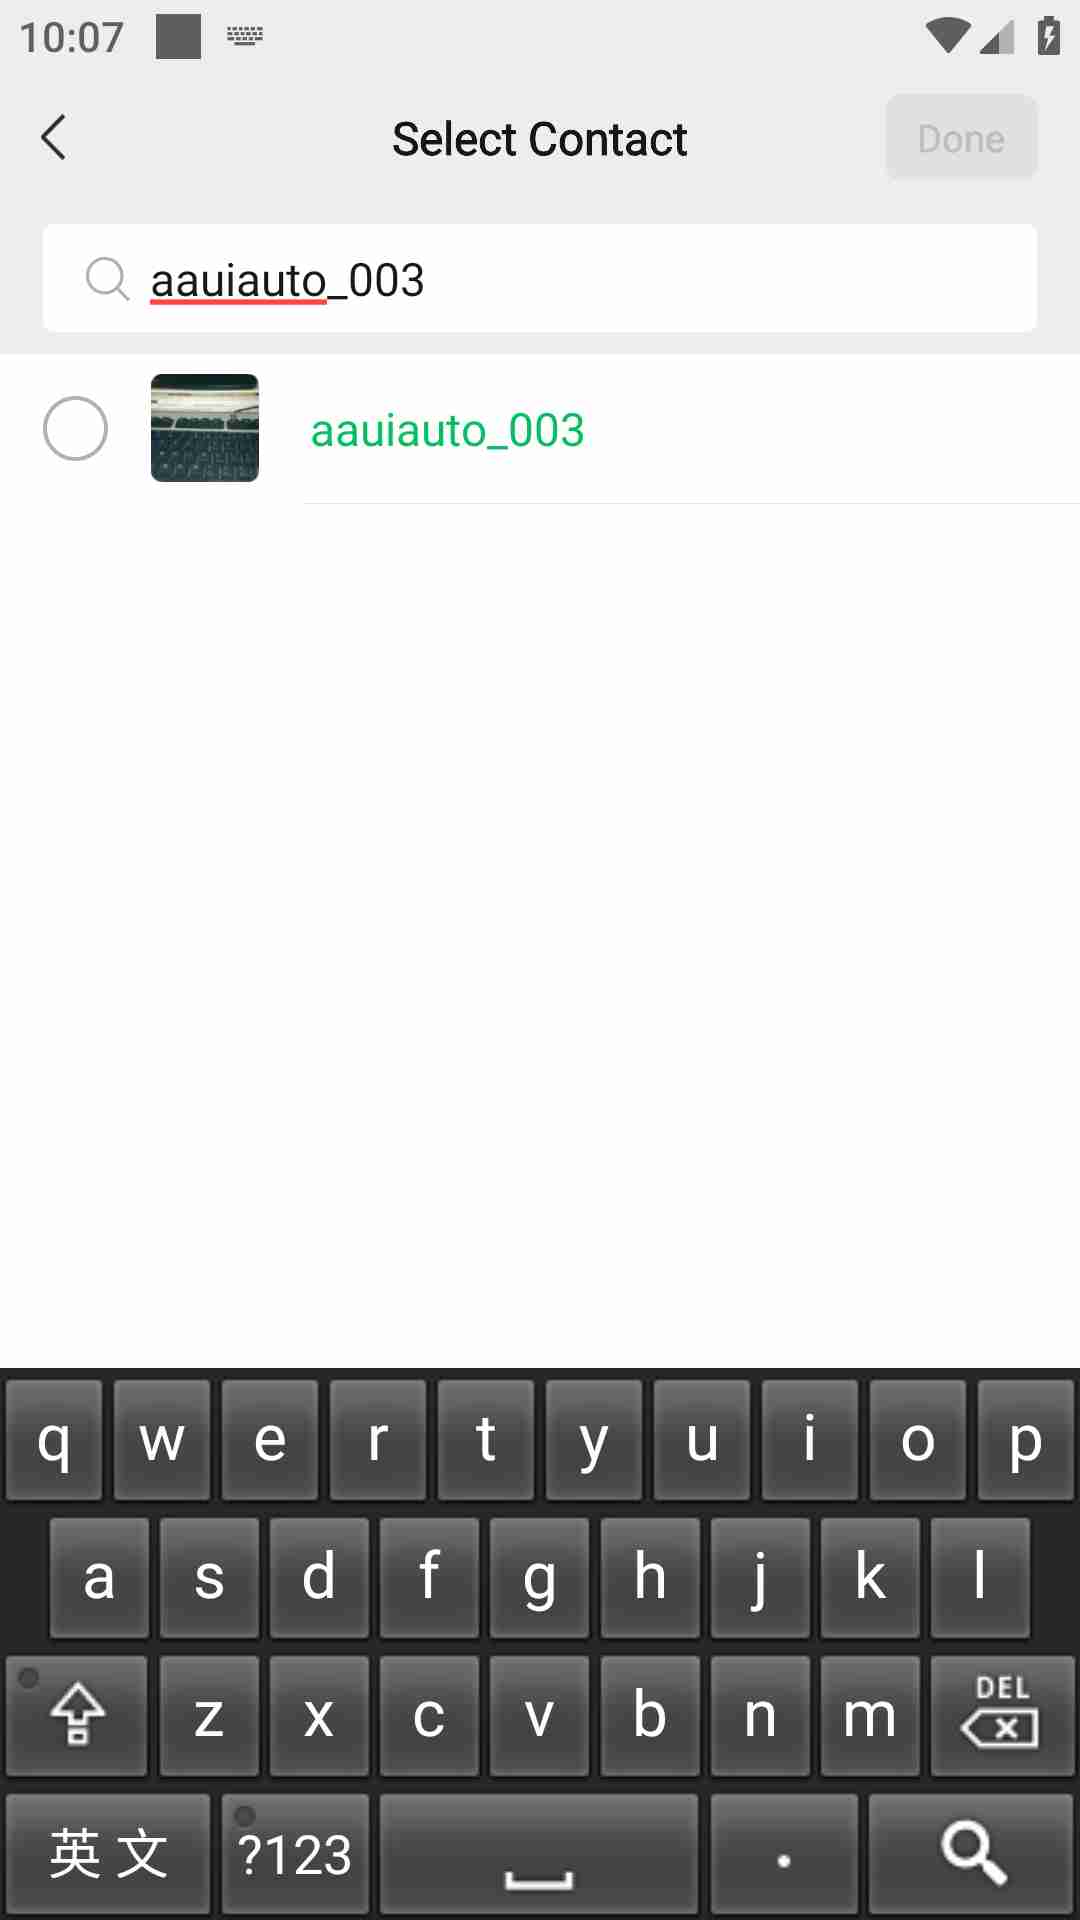 10:07
Select Contact
Done
aauiauto_003
aauiauto_003
q w e r t y u i o p
a s d f g h j k l
z x c v b n m DEL
英文 ?123 .